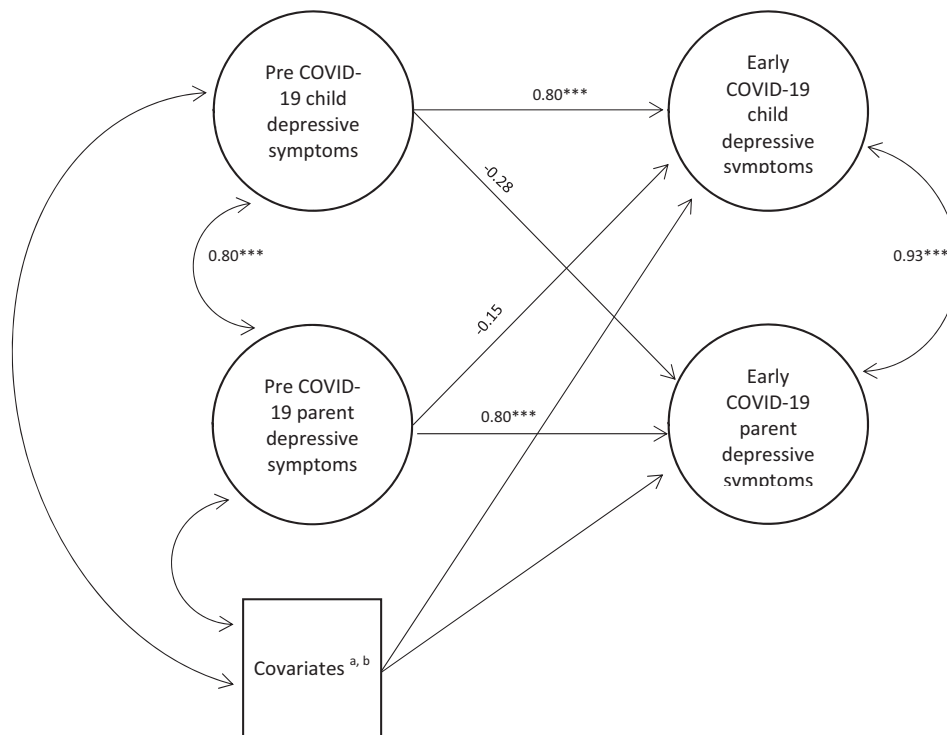 Pre COVID-
19 child
depressive
symptoms
Early
COVID-19
child
depressive
symptoms
0.80***
-0.28
0.80***
0.93***
-0.15
Pre COVID-
19 parent
depressive
symptoms
0.80***
Early
COVID-19
parent
depressive
symptoms
Covariates a, b